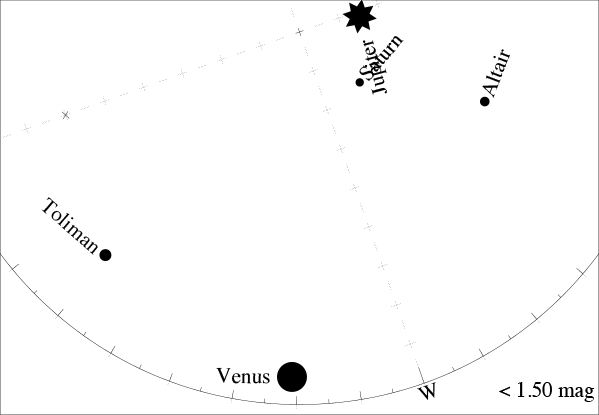 Saturn
Jupiter
Altair
Toliman
Venus
W
< 1.50 mag